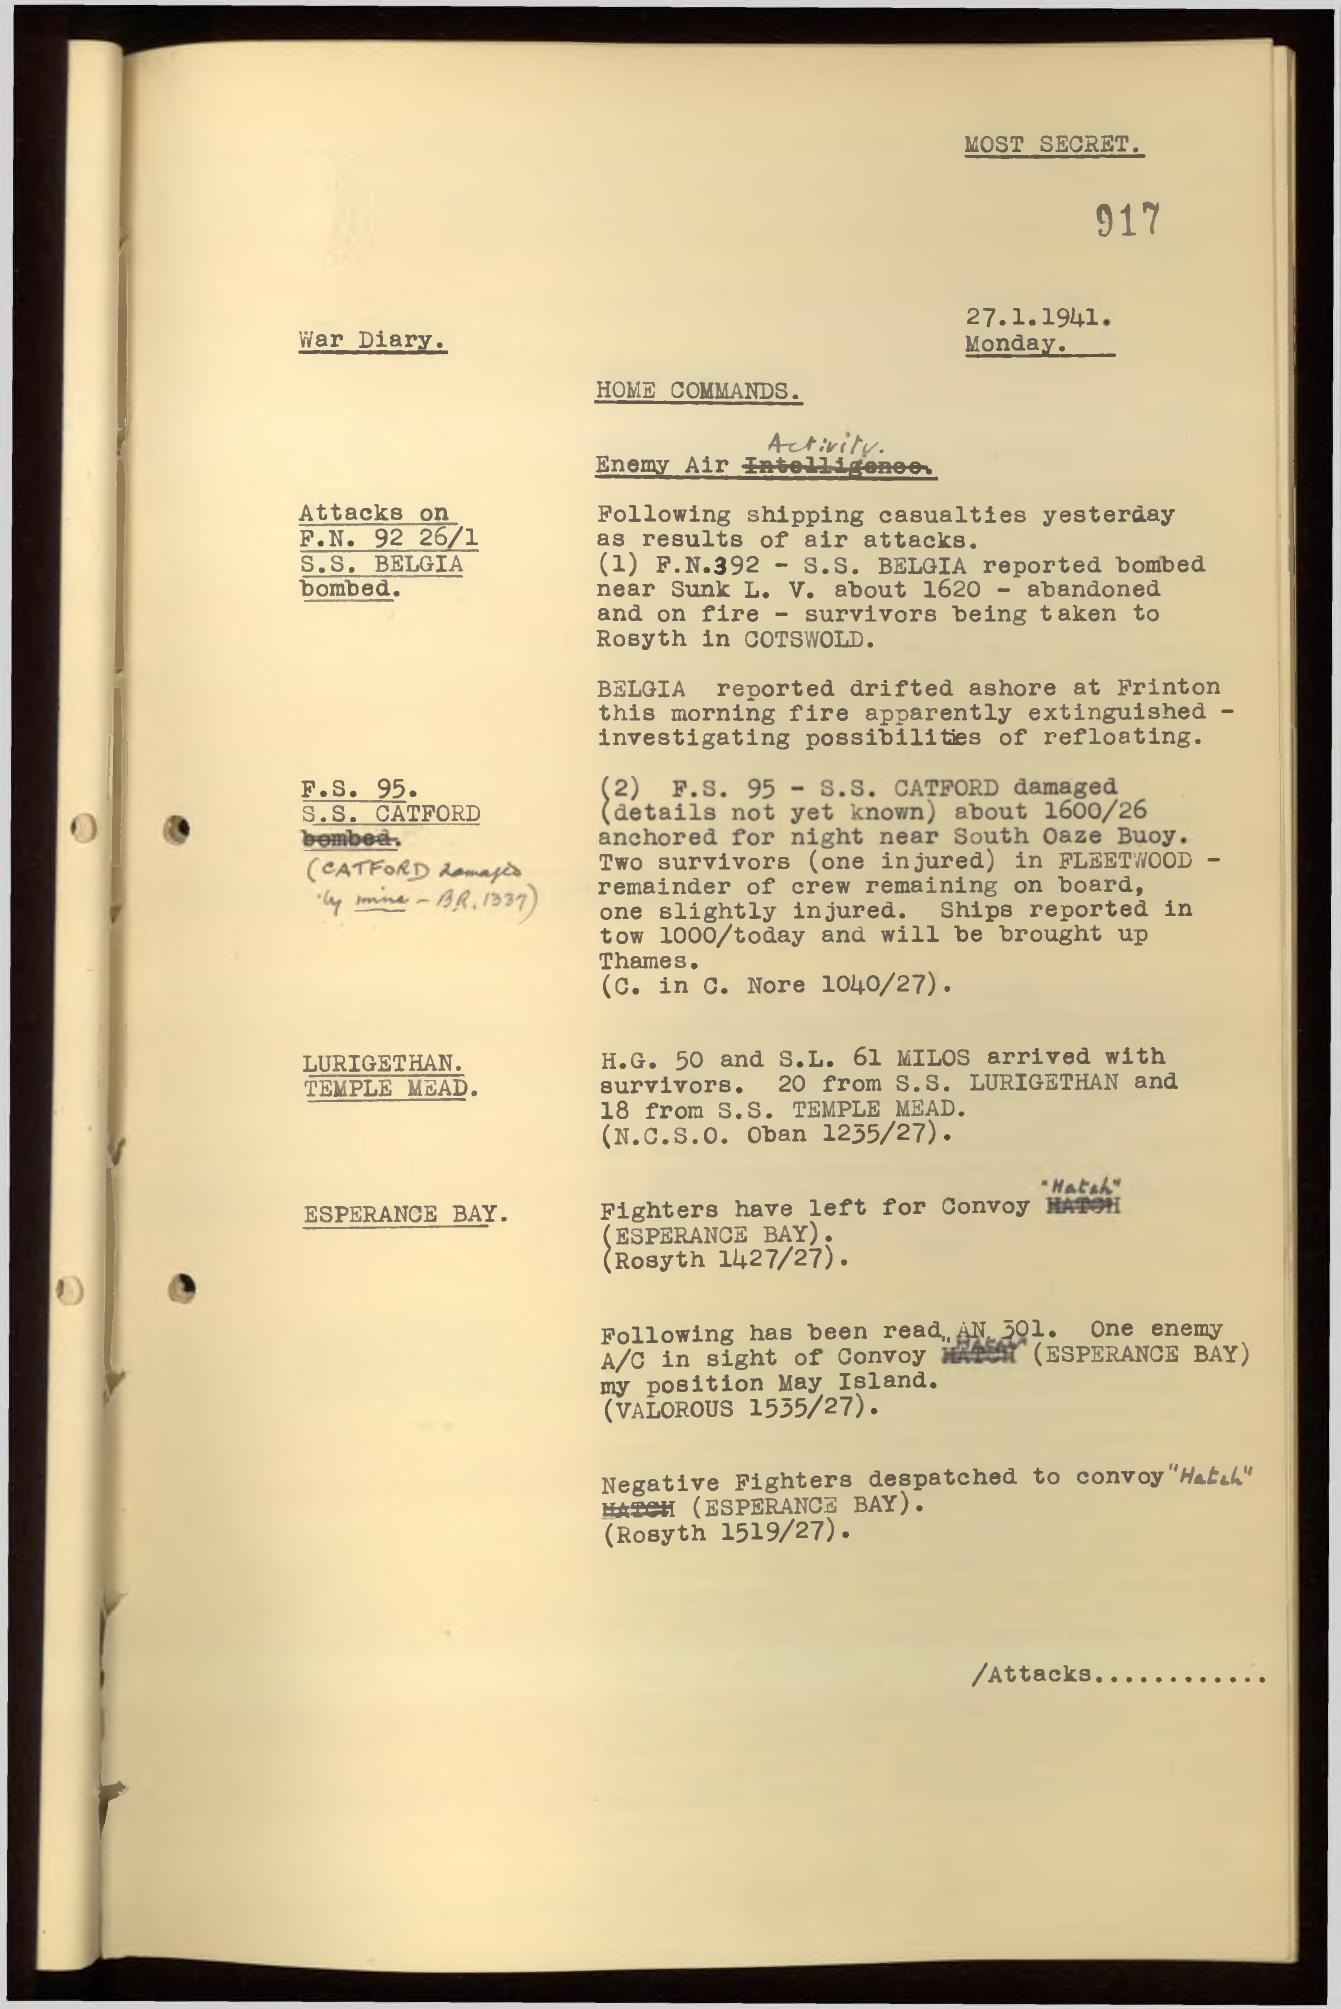 MOST SECRET.
917
27.1.1941.
Monday.
War Diary.
HOME COMMANDS.
Activity.
Enemy Air Intelligence.
Attacks on
F.N. 92 26/1
S.S. BELGIA
bombed.
Following shipping casualties yesterday
as results of air attacks.
(1) F.N.392 - S.S. BELGIA reported bombed
near Sunk L. V. about 1620 - abandoned
and on fire - survivors being taken to
Rosyth in COTSWOLD.
BELGIA reported drifted ashore at Frinton
this morning fire apparently extinguished -
investigating possibilities of refloating.
F.S. 95.
S.S. CATFORD
bombed.
(CATFORD damaged
by mine - B.R. 1337)
(2) F.S. 95 - S.S. CATFORD damaged
(details not yet known) about 1600/26
anchored for night near South Oaze Buoy.
Two survivors (one injured) in FLEETWOOD -
remainder of crew remaining on board,
one slightly injured. Ships reported in
tow 1000/today and will be brought up
Thames.
(C. in C. Nore 1040/27).
LURIGETHAN.
TEMPLE MEAD.
H.G. 50 and S.L. 61 MILOS arrived with
survivors. 20 from S.S. LURIGETHAN and
18 from S.S. TEMPLE MEAD.
(N.C.S.O. Oban 1235/27).
ESPERANCE BAY.
"Hatch"
Fighters have left for Convoy HATCH
(ESPERANCE BAY).
(Rosyth 1427/27).
Following has been read AN. 301. One enemy
"Hatch"
A/C in sight of Convoy HATCH (ESPERANCE BAY)
my position May Island.
(VALOROUS 1535/27).
Negative Fighters despatched to convoy "Hatch"
HATCH (ESPERANCE BAY).
(Rosyth 1519/27).
/Attacks............